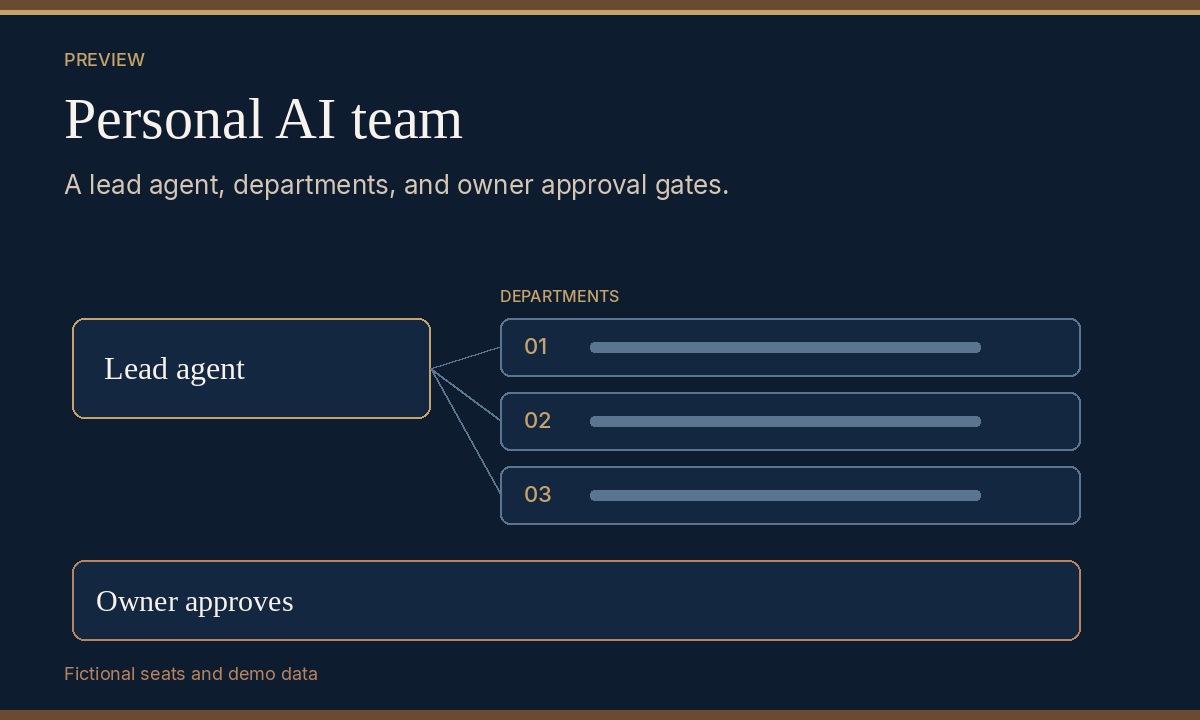 PREVIEW
Personal AI team
A lead agent, departments, and owner approval gates.
DEPARTMENTS
Lead agent
01
02
03
Owner approves
Fictional seats and demo data